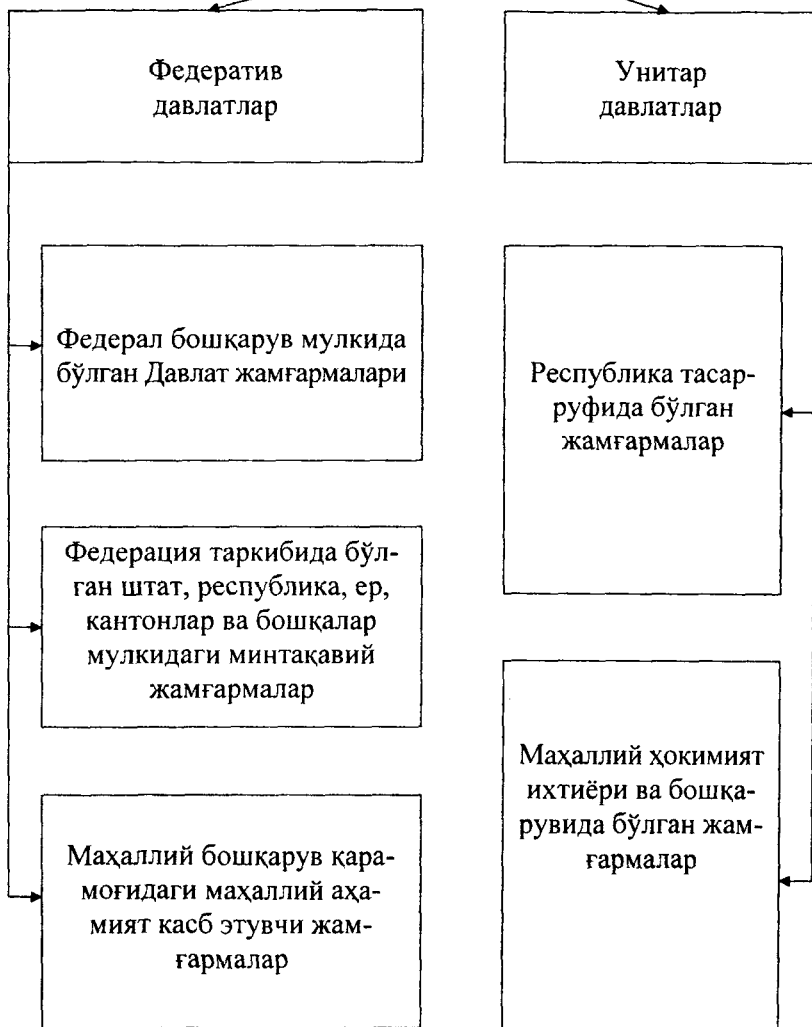 Федератив
давлатлар
Унитар
давлатлар
Федерал бошқарув мулкида
бўлган Давлат жамғармалари
Республика тасар-
руфида бўлган
жамғармалар
Федерация таркибида бўл-
ган штат, республика, ер,
кантонлар ва бошқалар
мулкидаги минтақавий
жамғармалар
Маҳаллий ҳокимият
ихтиёри ва бошқа-
рувида бўлган жам-
ғармалар
Маҳаллий бошқарув қара-
моғидаги маҳаллий аҳа-
мият касб этувчи жам-
ғармалар